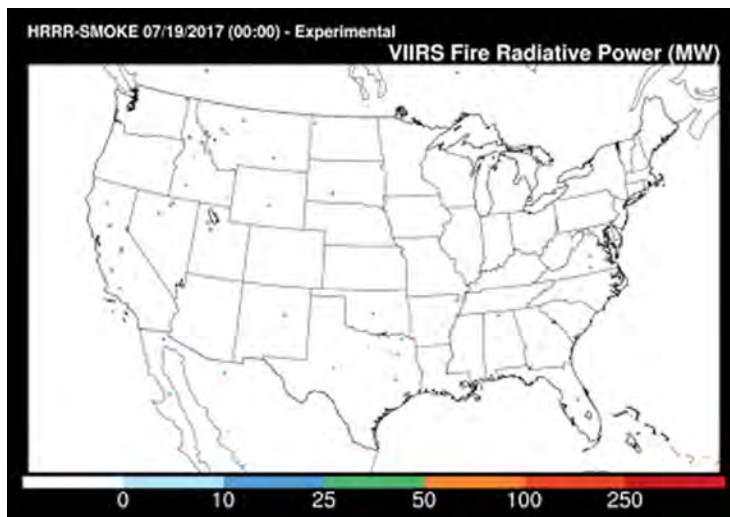 HRRR-SMOKE 07/19/2017 (00:00) - Experimental
VIIRS Fire Radiative Power (MW)
0 10 25 50 100 250